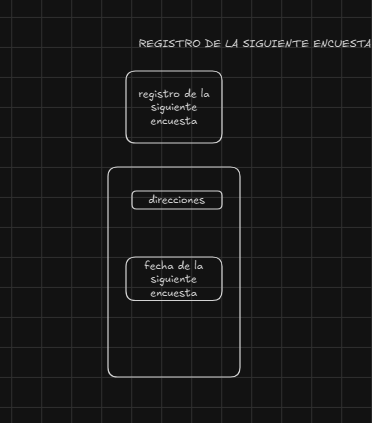 REGISTRO DE LA SIGUIENTE ENCUESTA
registro de la
siguiente
encuesta
direcciones
fecha de la
siguiente
encuesta